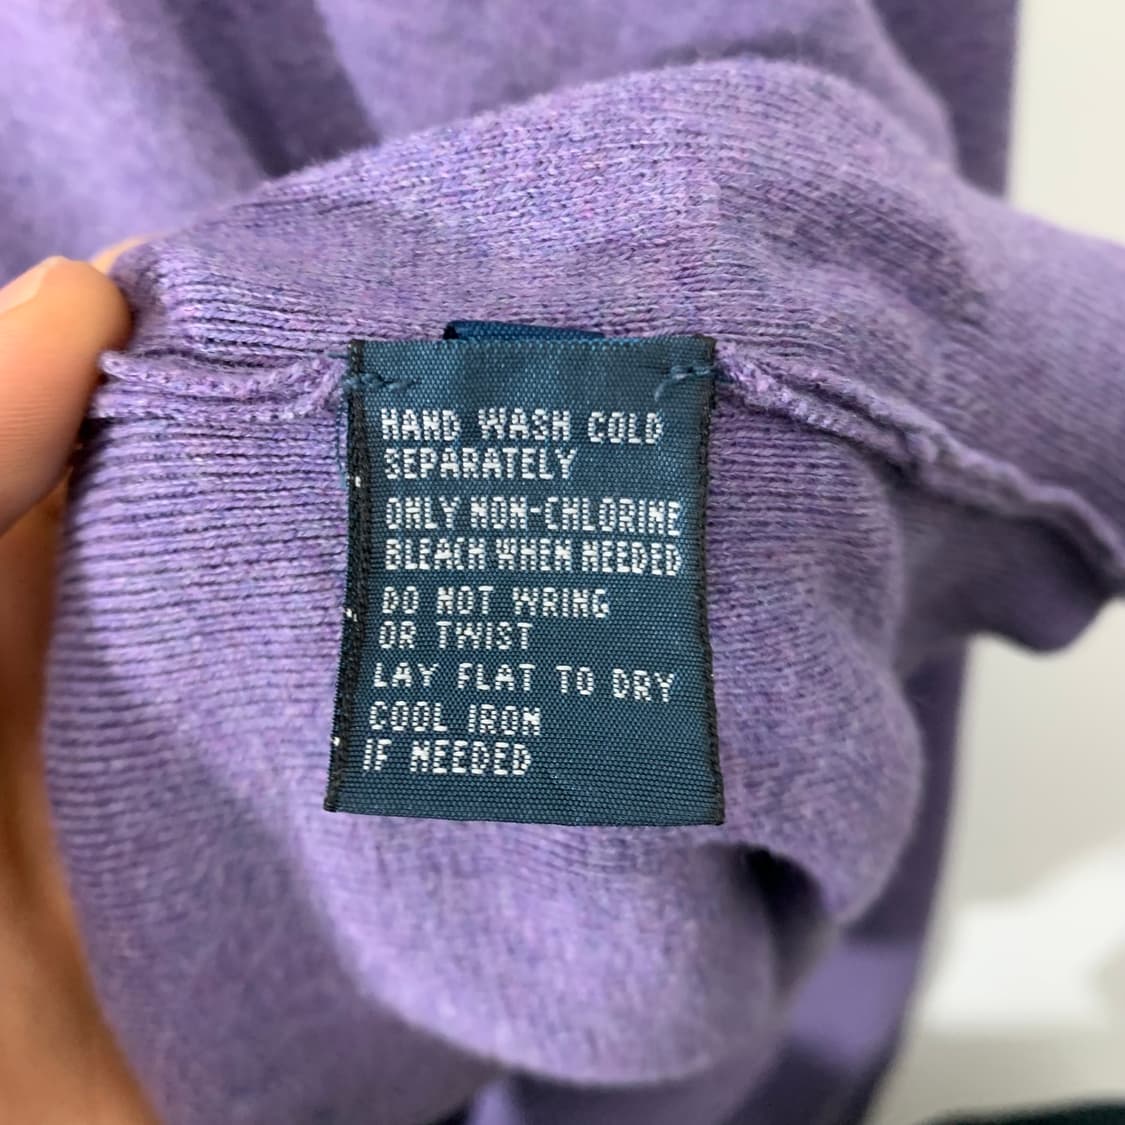 HAND WASH COLD
SEPARATELY
ONLY NON-CHLORINE
BLEACH WHEN NEEDED
DO NOT WRING
OR TWIST
LAY FLAT TO DRY
COOL IRON
IF NEEDED